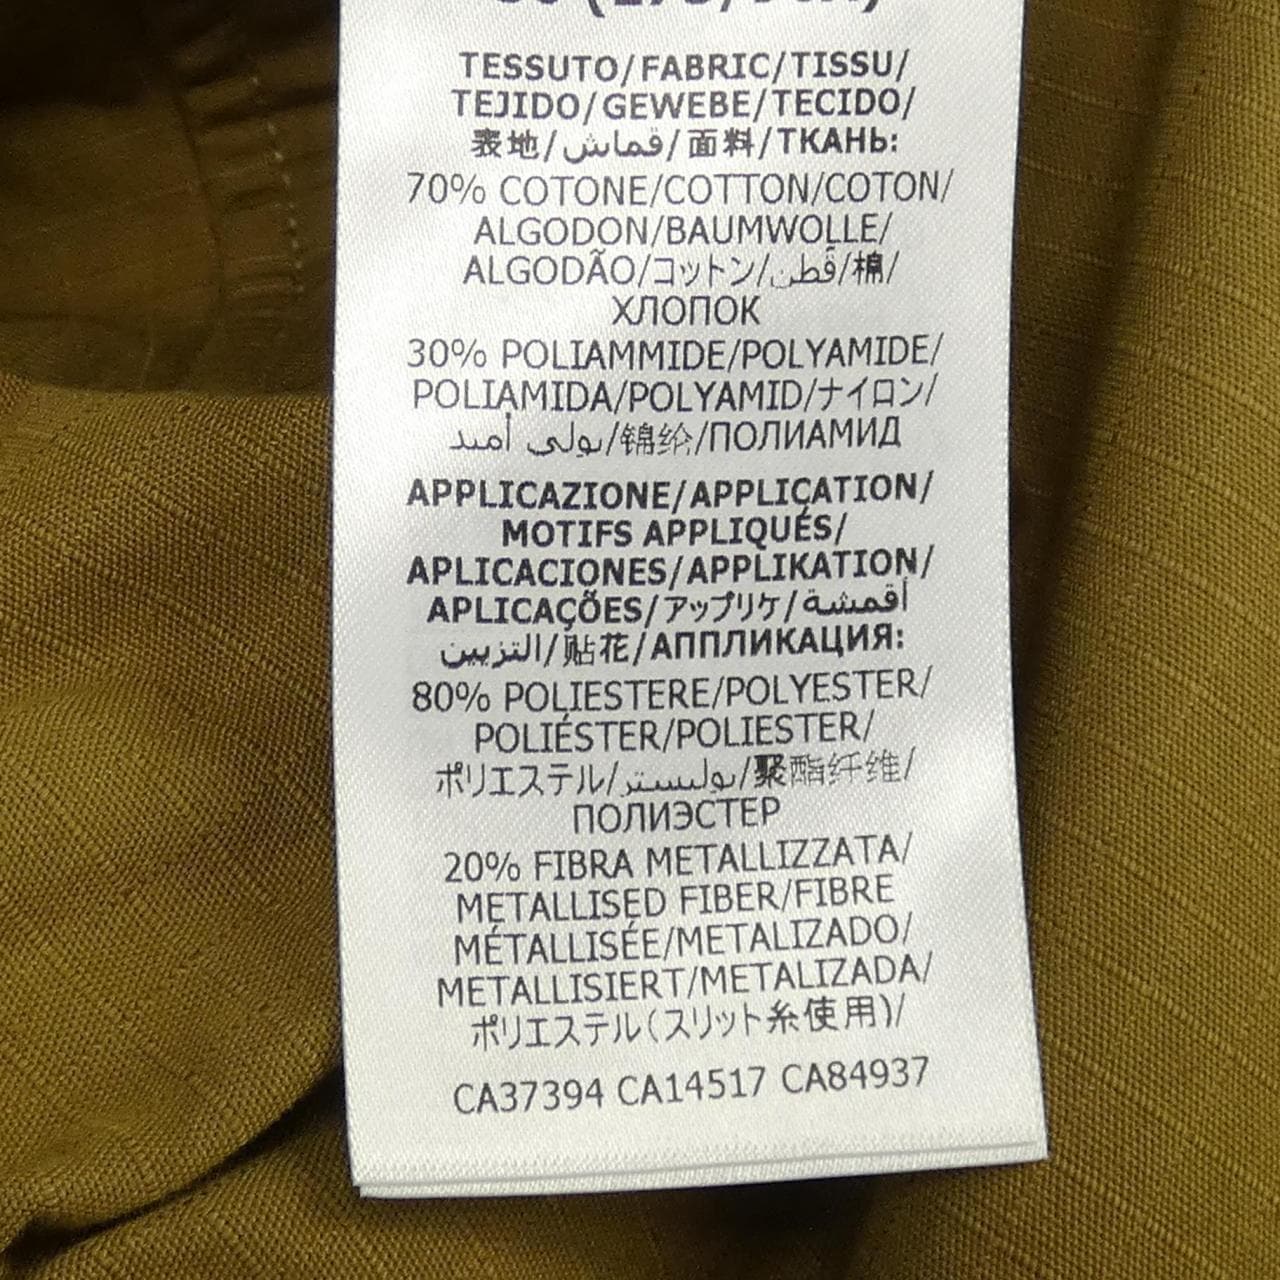 TESSUTO/FABRIC/TISSU/
TEJIDO/GEWEBE/TECIDO/
表地/قماش/面料/ТКАНЬ:
70% COTONE/COTTON/COTON/
ALGODON/BAUMWOLLE/
ALGODÃO/コットン/قطن/棉/
ХЛОПОК
30% POLIAMMIDE/POLYAMIDE/
POLIAMIDA/POLYAMID/ナイロン/
بولي أميد/锦纶/ПОЛИАМИД
APPLICAZIONE/APPLICATION/
MOTIFS APPLIQUÉS/
APLICACIONES/APPLIKATION/
APLICAÇÕES/アップリケ/أقمشة
التزيين/贴花/АППЛИКАЦИЯ:
80% POLIESTERE/POLYESTER/
POLIÉSTER/POLIESTER/
ポリエステル/بوليستر/聚酯纤维/
ПОЛИЭСТЕР
20% FIBRA METALLIZZATA/
METALLISED FIBER/FIBRE
MÉTALLISÉE/METALIZADO/
METALLISIERT/METALIZADA/
ポリエステル(スリット糸使用)/
CA37394 CA14517 CA84937